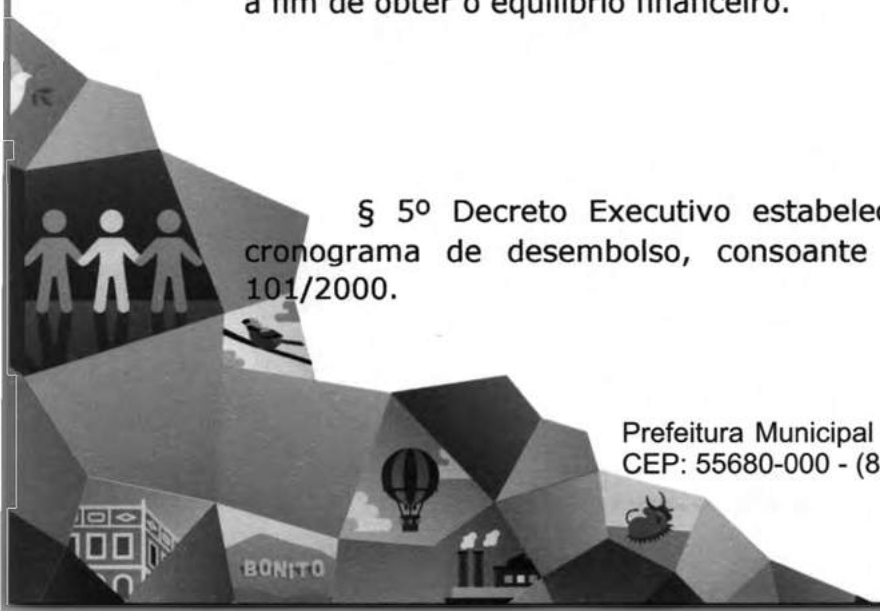 a fim de obter o equilíbrio financeiro.
§ 5º Decreto Executivo estabelec
cronograma de desembolso, consoante
101/2000.
Prefeitura Municipal
CEP: 55680-000 - (8
BONITO